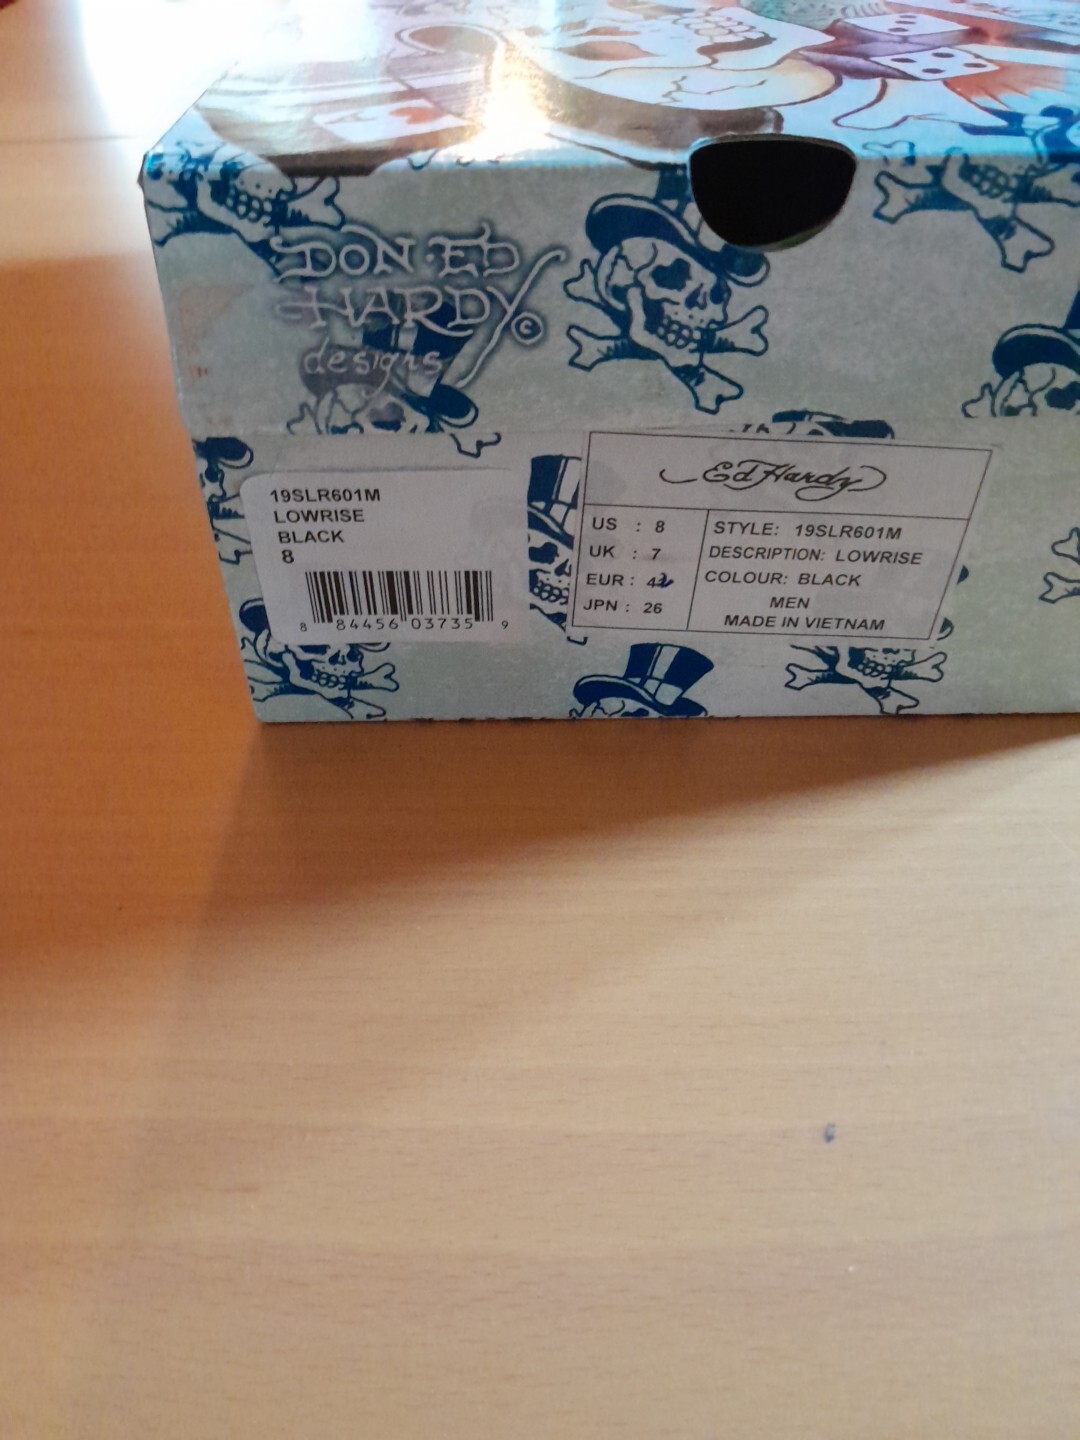 DON ED
HARDY ©
designs
19SLR601M
LOWRISE
BLACK
8
8 84456 03735 9
Ed Hardy
US : 8
UK : 7
EUR : 42
JPN : 26
STYLE: 19SLR601M
DESCRIPTION: LOWRISE
COLOUR: BLACK
MEN
MADE IN VIETNAM